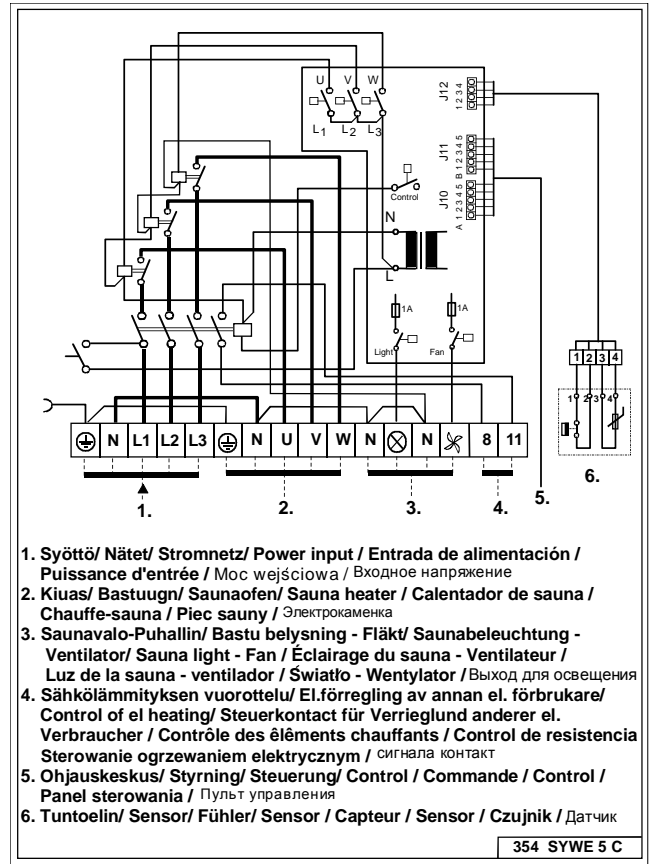 U V W
L1 L2 L3
J12
1 2 3 4
J11
B 1 2 3 4 5
J10
A 1 2 3 4 5
Control
N
L
1A
1A
Light
Fan
1 2 3 4
1 2 3 4
N L1 L2 L3 N U V W N N 8 11
1. 2. 3. 4. 5. 6.
1. Syöttö/ Nätet/ Stromnetz/ Power input / Entrada de alimentación /
Puissance d'entrée / Moc wejściowa / Входное напряжение
2. Kiuas/ Bastuugn/ Saunaofen/ Sauna heater / Calentador de sauna /
Chauffe-sauna / Piec sauny / Электрокаменка
3. Saunavalo-Puhallin/ Bastu belysning - Fläkt/ Saunabeleuchtung -
Ventilator/ Sauna light - Fan / Éclairage du sauna - Ventilateur /
Luz de la sauna - ventilador / Światło - Wentylator / Выход для освещения
4. Sähkölämmityksen vuorottelu/ El.förregling av annan el. förbrukare/
Control of el heating/ Steuerkontact für Verrieglund anderer el.
Verbraucher / Contrôle des êlêments chauffants / Control de resistencia
Sterowanie ogrzewaniem elektrycznym / сигнала контакт
5. Ohjauskeskus/ Styrning/ Steuerung/ Control / Commande / Control /
Panel sterowania / Пульт управления
6. Tuntoelin/ Sensor/ Fühler/ Sensor / Capteur / Sensor / Czujnik / Датчик
354 SYWE 5 C